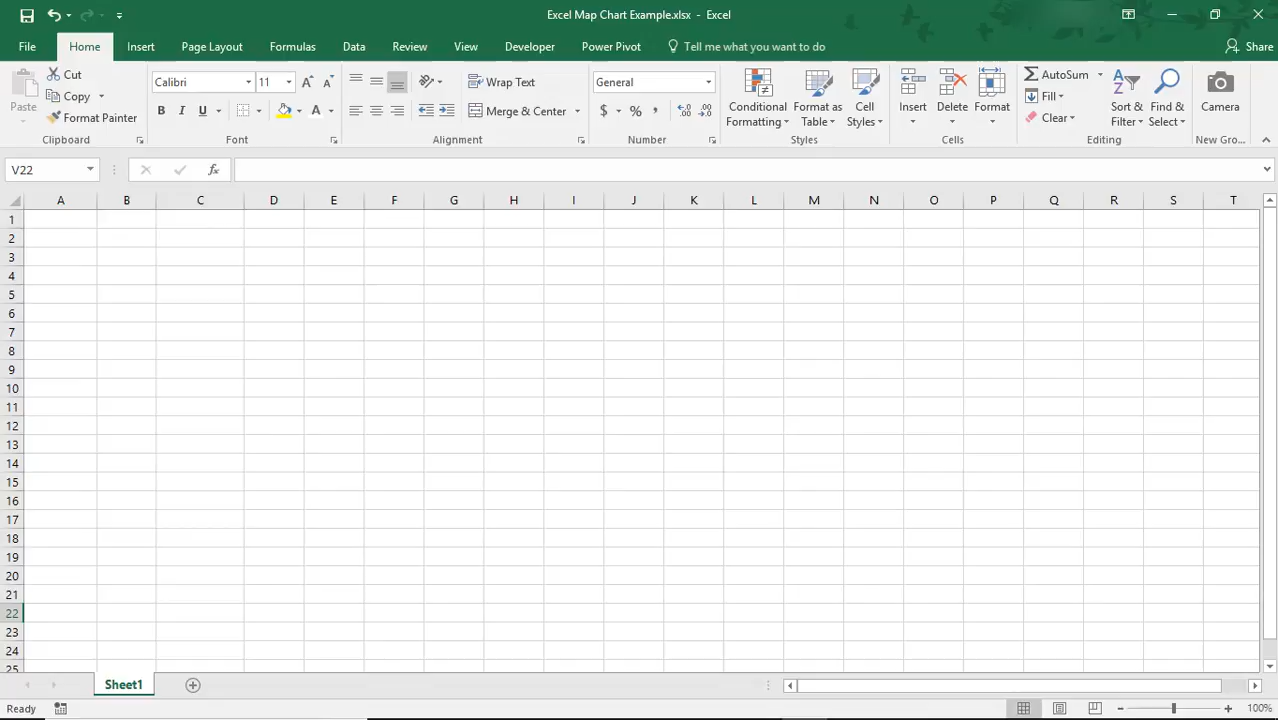 Excel Map Chart Example.xlsx - Excel
File Home Insert Page Layout Formulas Data Review View Developer Power Pivot Tell me what you want to do Share
Paste Cut Copy Format Painter
Calibri 11
B I U A
Wrap Text
Merge & Center
General
$ % ,
Conditional Formatting
Format as Table
Cell Styles
Insert Delete Format
AutoSum
Fill
Clear
Sort & Filter
Find & Select
Camera
Clipboard Font Alignment Number Styles Cells Editing New Gro...
V22 fx
A B C D E F G H I J K L M N O P Q R S T
1
2
3
4
5
6
7
8
9
10
11
12
13
14
15
16
17
18
19
20
21
22
23
24
25
Sheet1
Ready 100%